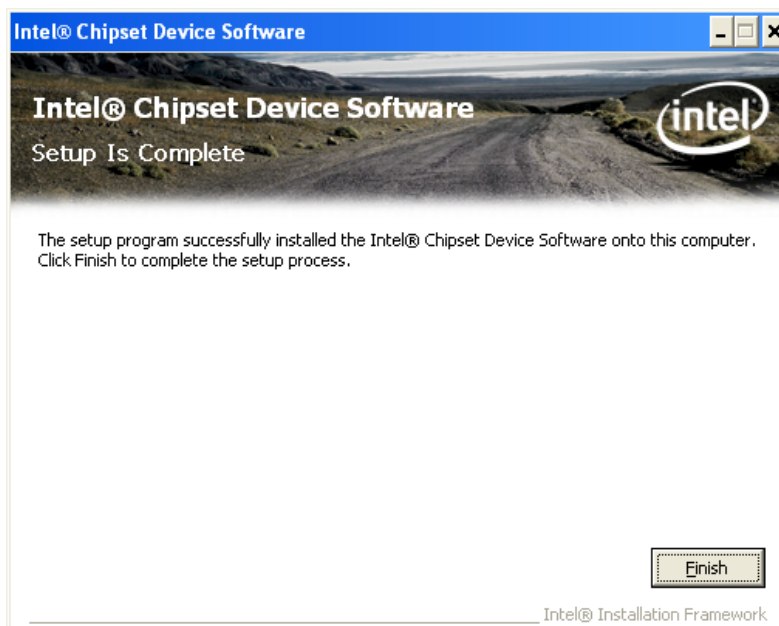 Intel® Chipset Device Software
Intel® Chipset Device Software
intel
Setup Is Complete
The setup program successfully installed the Intel® Chipset Device Software onto this computer.
Click Finish to complete the setup process.
Finish
Intel® Installation Framework